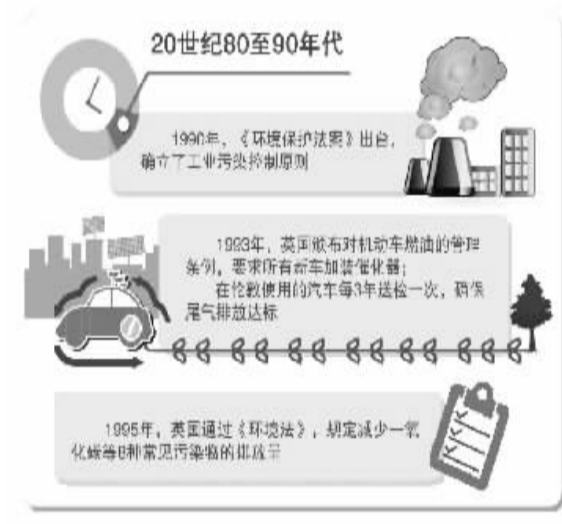 20世纪80至90年代
1990年，《环境保护法案》出台，
确立了工业污染控制原则
1993年，英国颁布对机动车燃油的管理
条例，要求所有新车加装催化器；
在伦敦使用的汽车每3年送检一次，确保
尾气排放达标
1995年，英国通过《环境法》，规定减少一氧
化碳等8种常见污染物的排放量